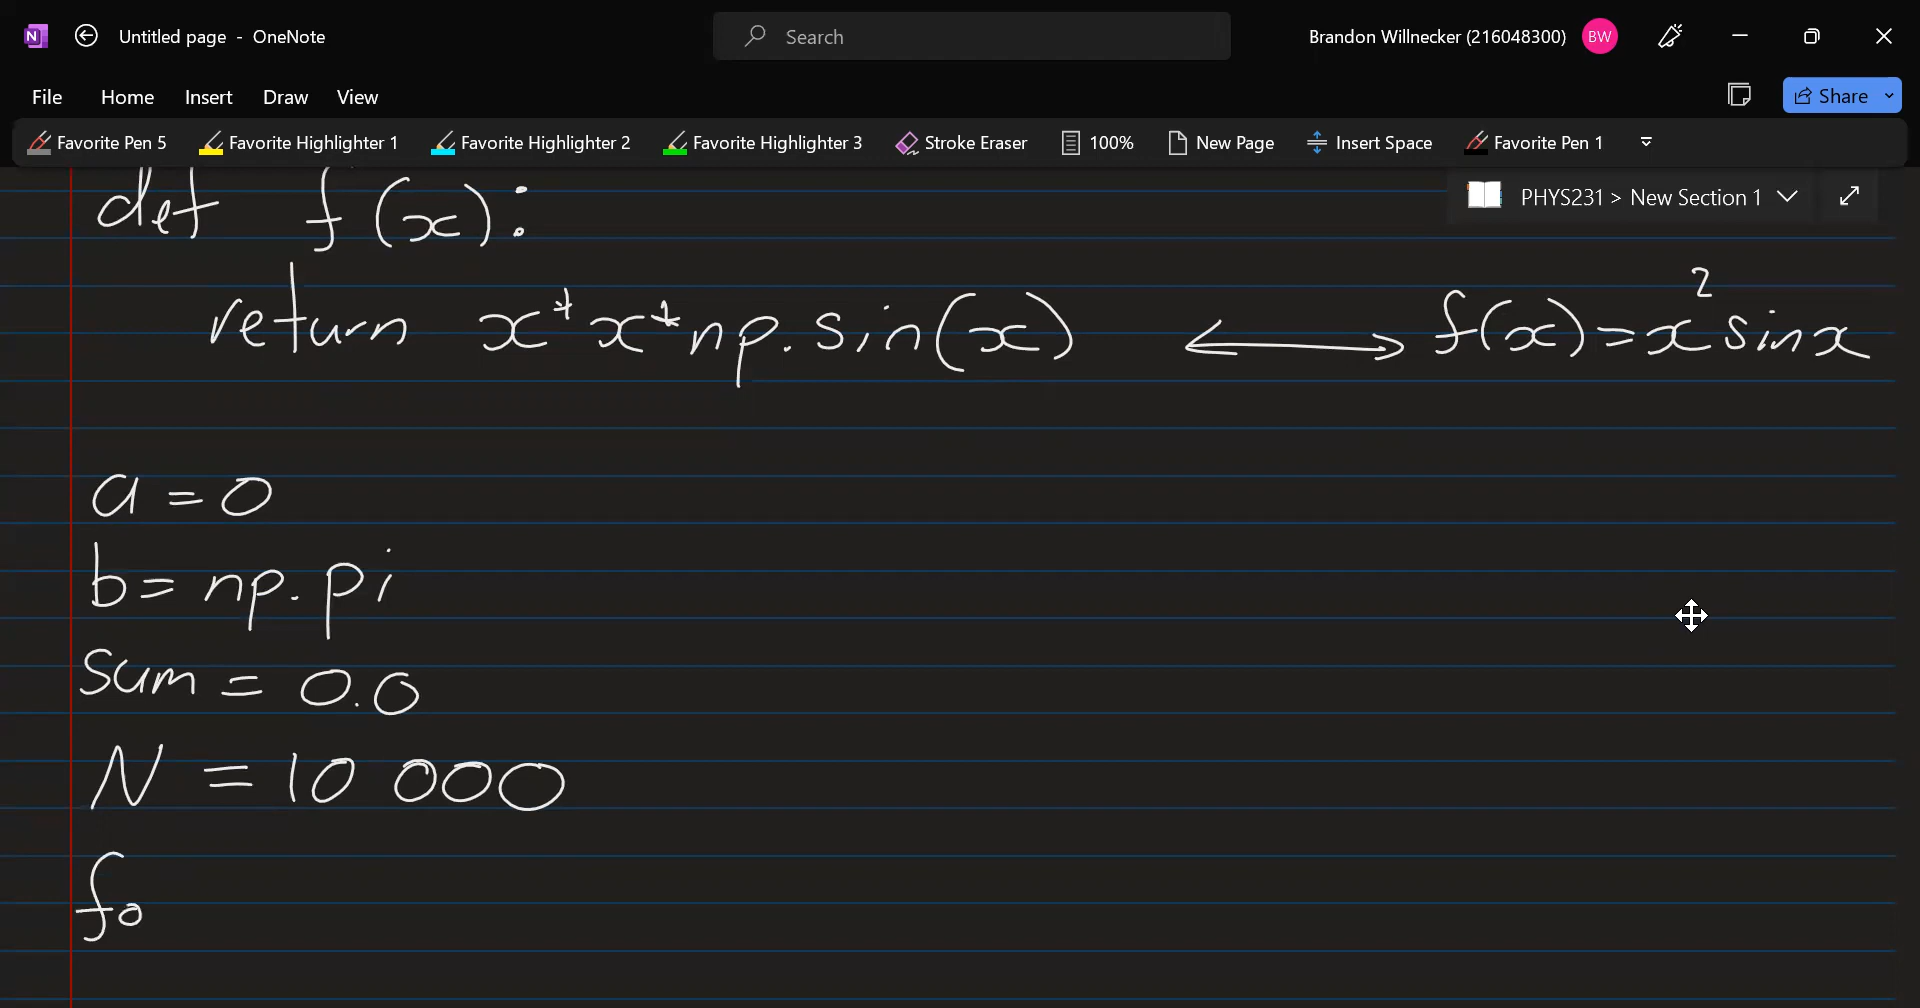 Untitled page - OneNote
Search
Brandon Willnecker (216048300) BW
File Home Insert Draw View
Share
Favorite Pen 5 Favorite Highlighter 1 Favorite Highlighter 2 Favorite Highlighter 3 Stroke Eraser 100% New Page Insert Space Favorite Pen 1
PHYS231 > New Section 1
def f(x):
return x*x*np.sin(x) ⟷ f(x)=x² sinx
a = 0
b = np.pi
sum = 0.0
N = 10 000
fo